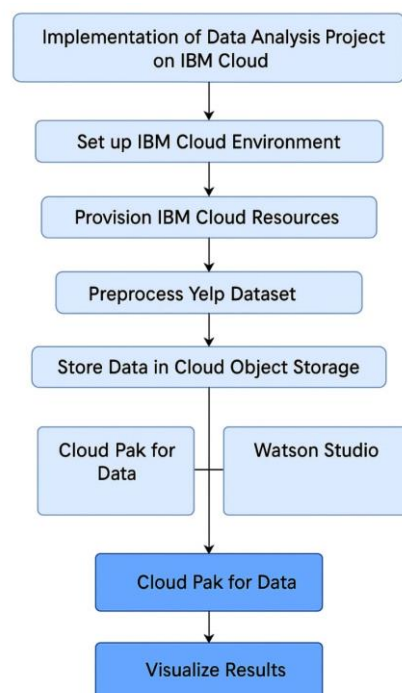 Implementation of Data Analysis Project
on IBM Cloud
Set up IBM Cloud Environment
Provision IBM Cloud Resources
Preprocess Yelp Dataset
Store Data in Cloud Object Storage
Cloud Pak for
Data
Watson Studio
Cloud Pak for Data
Visualize Results